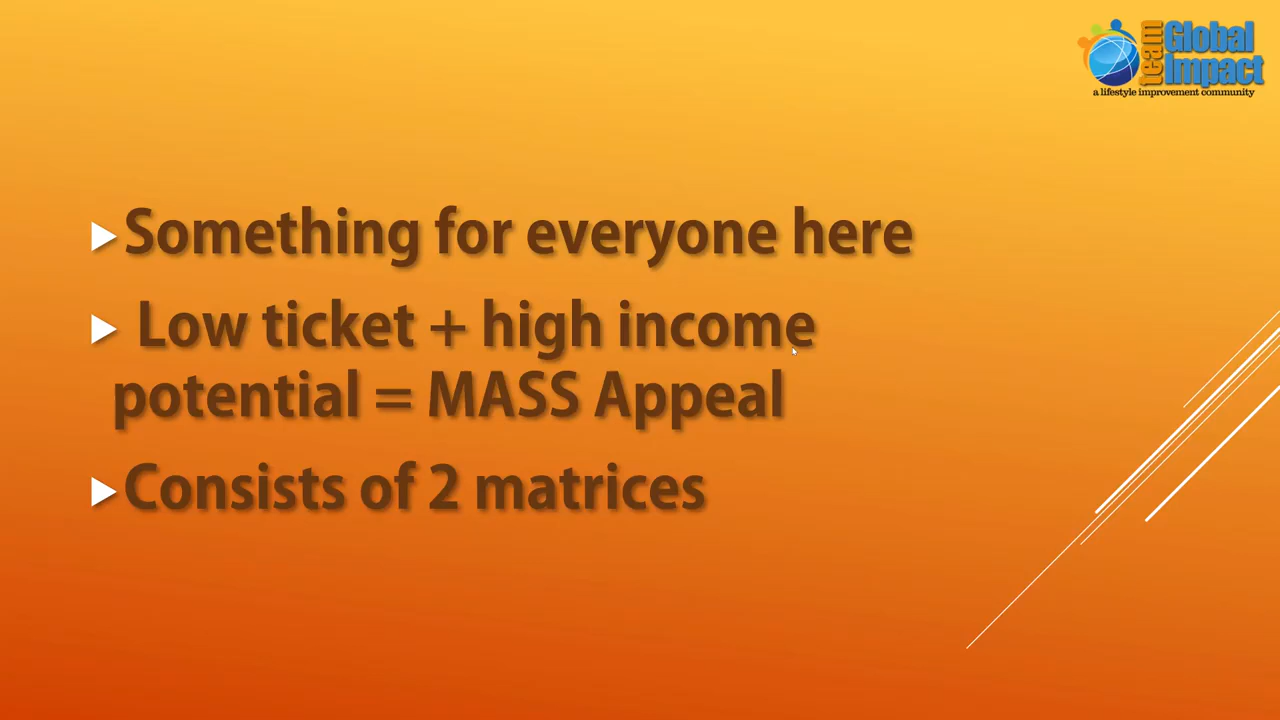 team
Global
Impact
a lifestyle improvement community
Something for everyone here
Low ticket + high income
potential = MASS Appeal
Consists of 2 matrices